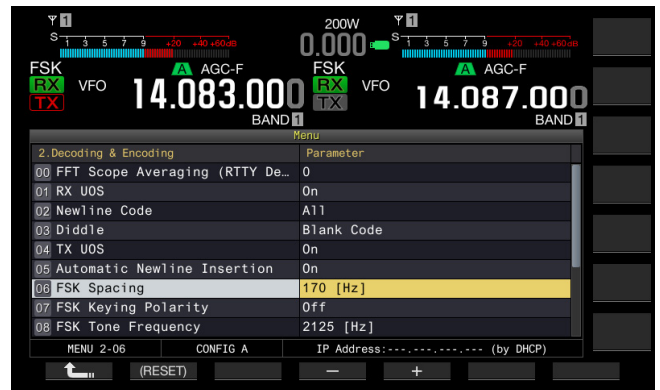 1 200W 1
S 1 3 5 7 9 +20 +40 +60dB 0.000 S 1 3 5 7 9 +20 +40 +60dB
FSK A AGC-F FSK A AGC-F
RX VFO 14.083.000 RX VFO 14.087.000
TX TX
BAND 1 BAND 1
Menu
2.Decoding & Encoding Parameter
00 FFT Scope Averaging (RTTY De… 0
01 RX UOS On
02 Newline Code All
03 Diddle Blank Code
04 TX UOS On
05 Automatic Newline Insertion On
06 FSK Spacing 170 [Hz]
07 FSK Keying Polarity Off
08 FSK Tone Frequency 2125 [Hz]
MENU 2-06 CONFIG A IP Address:---.---.---.--- (by DHCP)
(RESET) − +